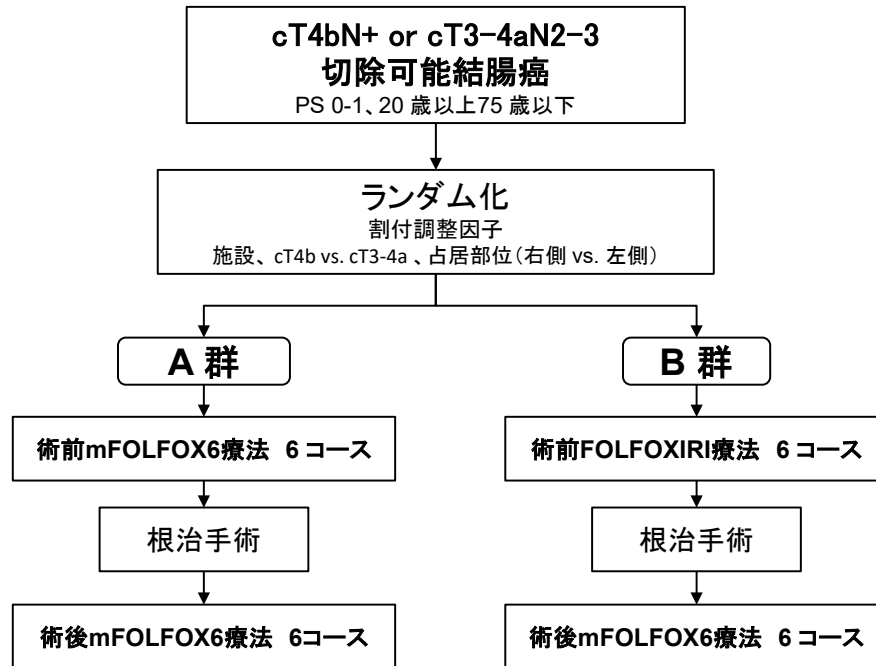 cT4bN+ or cT3-4aN2-3
切除可能結腸癌
PS 0-1、20 歳以上75 歳以下
ランダム化
割付調整因子
施設、cT4b vs. cT3-4a 、占居部位（右側 vs. 左側）
A 群
B 群
術前mFOLFOX6療法 6 コース
術前FOLFOXIRI療法 6 コース
根治手術
根治手術
術後mFOLFOX6療法 6コース
術後mFOLFOX6療法 6 コース